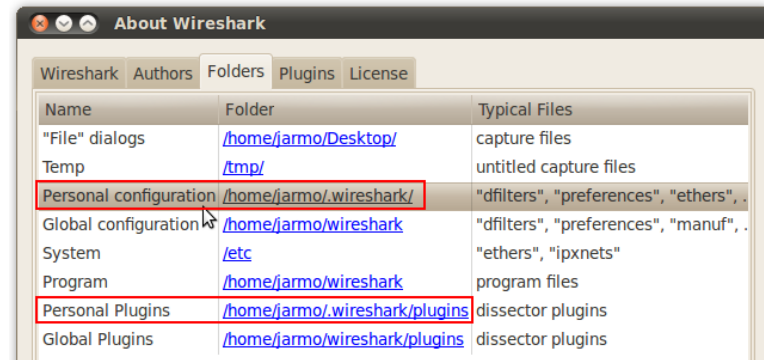 About Wireshark
Wireshark Authors Folders Plugins License
Name Folder Typical Files
"File" dialogs /home/jarmo/Desktop/ capture files
Temp /tmp/ untitled capture files
Personal configuration /home/jarmo/.wireshark/ "dfilters", "preferences", "ethers", .
Global configuration /home/jarmo/wireshark "dfilters", "preferences", "manuf", .
System /etc "ethers", "ipxnets"
Program /home/jarmo/wireshark program files
Personal Plugins /home/jarmo/.wireshark/plugins dissector plugins
Global Plugins /home/jarmo/wireshark/plugins dissector plugins